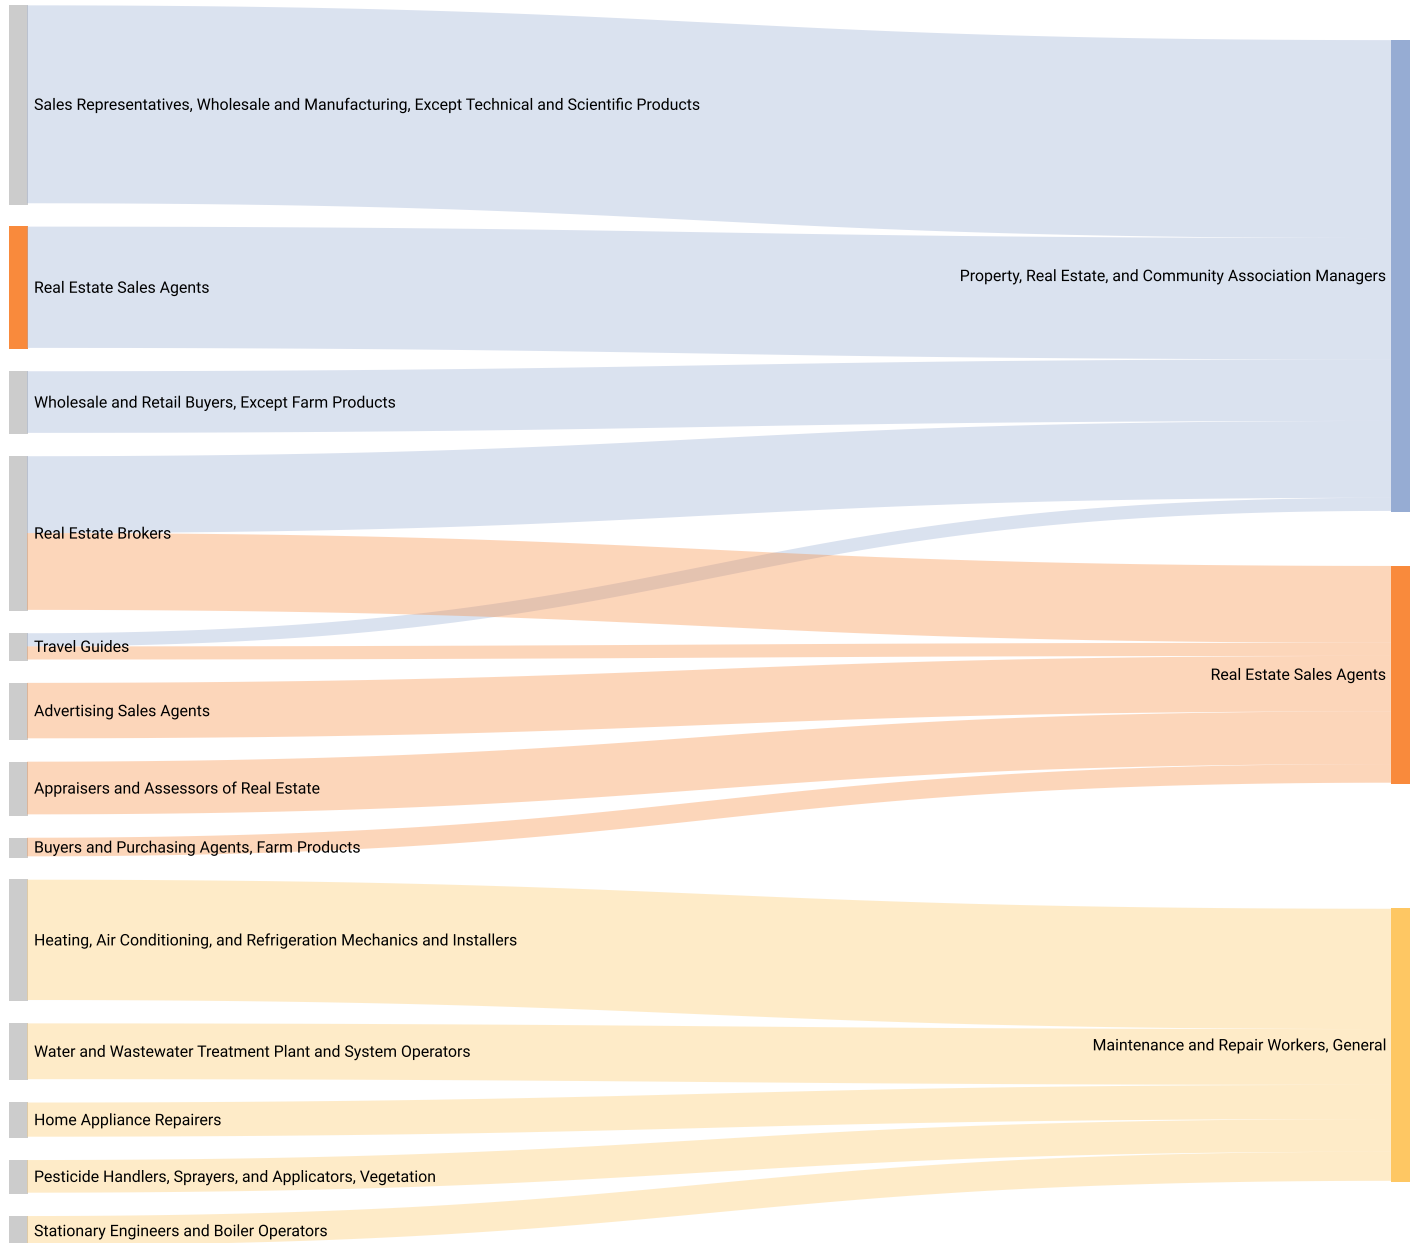 Sales Representatives, Wholesale and Manufacturing, Except Technical and Scientific Products
Real Estate Sales Agents
Wholesale and Retail Buyers, Except Farm Products
Real Estate Brokers
Travel Guides
Advertising Sales Agents
Appraisers and Assessors of Real Estate
Buyers and Purchasing Agents, Farm Products
Heating, Air Conditioning, and Refrigeration Mechanics and Installers
Water and Wastewater Treatment Plant and System Operators
Home Appliance Repairers
Pesticide Handlers, Sprayers, and Applicators, Vegetation
Stationary Engineers and Boiler Operators
Property, Real Estate, and Community Association Managers
Real Estate Sales Agents
Maintenance and Repair Workers, General